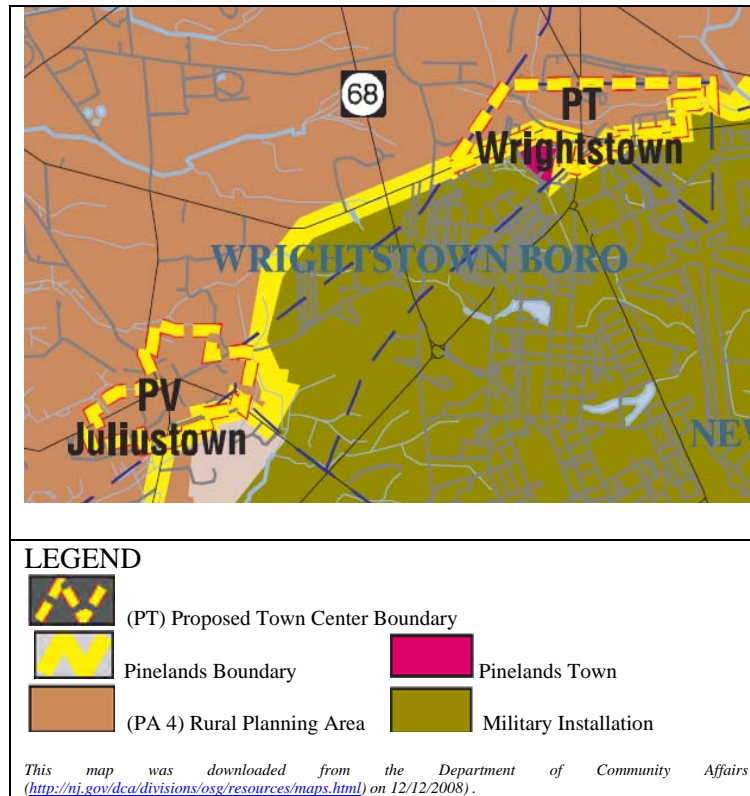 68
PT
Wrightstown
WRIGHTSTOWN BORO
PV
Juliustown
NEW
LEGEND
(PT) Proposed Town Center Boundary
Pinelands Boundary
Pinelands Town
(PA 4) Rural Planning Area
Military Installation
This map was downloaded from the Department of Community Affairs
(http://nj.gov/dca/divisions/osg/resources/maps.html) on 12/12/2008) .